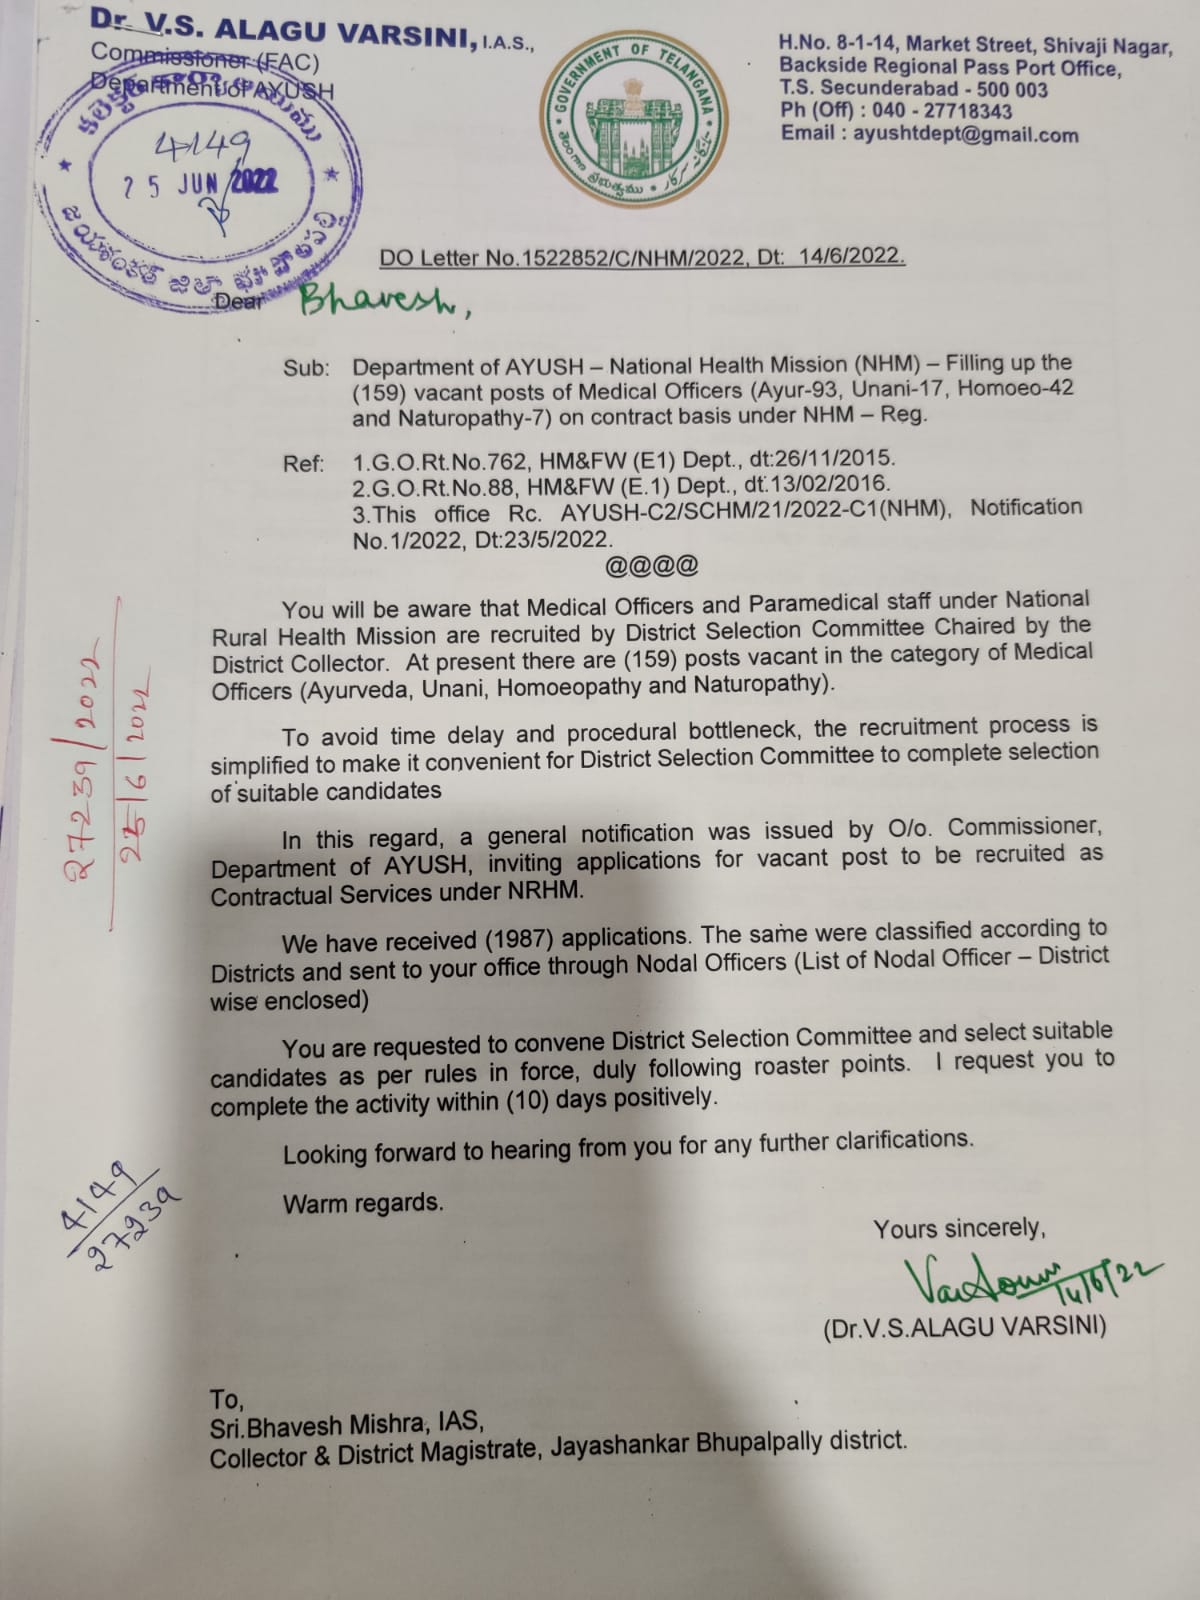 Dr. V.S. ALAGU VARSINI, I.A.S.,
Commissioner (FAC)
Department of AYUSH
H.No. 8-1-14, Market Street, Shivaji Nagar,
Backside Regional Pass Port Office,
T.S. Secunderabad - 500 003
Ph (Off) : 040 - 27718343
Email : ayushtdept@gmail.com
GOVERNMENT OF TELANGANA
తెలంగాణ ప్రభుత్వము
4149
25 JUN 2022
DO Letter No.1522852/C/NHM/2022, Dt: 14/6/2022.
Dear Bhavesh,
Sub: Department of AYUSH – National Health Mission (NHM) – Filling up the
(159) vacant posts of Medical Officers (Ayur-93, Unani-17, Homoeo-42
and Naturopathy-7) on contract basis under NHM – Reg.
Ref: 1.G.O.Rt.No.762, HM&FW (E1) Dept., dt:26/11/2015.
2.G.O.Rt.No.88, HM&FW (E.1) Dept., dt:13/02/2016.
3.This office Rc. AYUSH-C2/SCHM/21/2022-C1(NHM), Notification
No.1/2022, Dt:23/5/2022.
@@@@
You will be aware that Medical Officers and Paramedical staff under National
Rural Health Mission are recruited by District Selection Committee Chaired by the
District Collector. At present there are (159) posts vacant in the category of Medical
Officers (Ayurveda, Unani, Homoeopathy and Naturopathy).
To avoid time delay and procedural bottleneck, the recruitment process is
simplified to make it convenient for District Selection Committee to complete selection
of suitable candidates
In this regard, a general notification was issued by O/o. Commissioner,
Department of AYUSH, inviting applications for vacant post to be recruited as
Contractual Services under NRHM.
We have received (1987) applications. The same were classified according to
Districts and sent to your office through Nodal Officers (List of Nodal Officer – District
wise enclosed)
You are requested to convene District Selection Committee and select suitable
candidates as per rules in force, duly following roaster points. I request you to
complete the activity within (10) days positively.
Looking forward to hearing from you for any further clarifications.
Warm regards.
27239/2022
25/6/2022
4149
27239
Yours sincerely,
14/6/22
(Dr.V.S.ALAGU VARSINI)
To,
Sri.Bhavesh Mishra, IAS,
Collector & District Magistrate, Jayashankar Bhupalpally district.